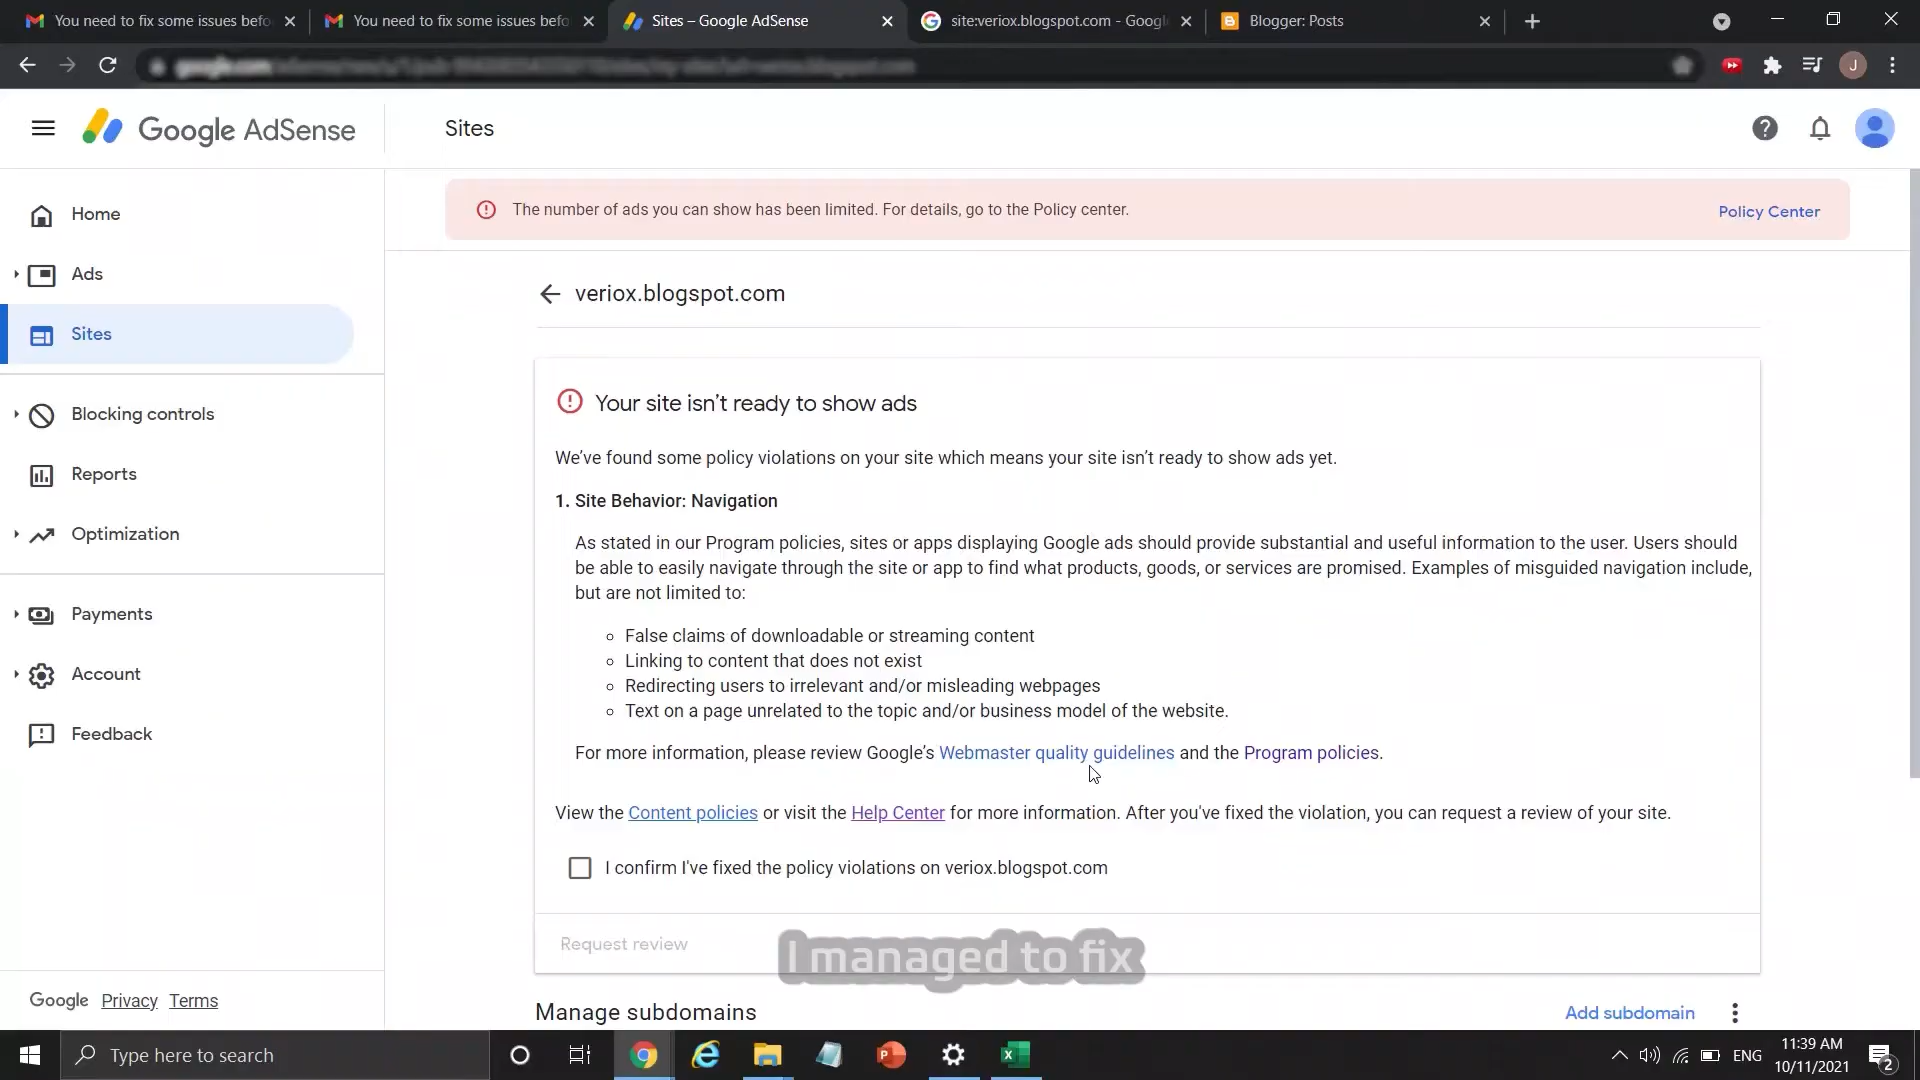 You need to fix some issues befo
You need to fix some issues befo
Sites – Google AdSense
site:veriox.blogspot.com - Googl
Blogger: Posts
J
Google AdSense
Sites
Home
Ads
Sites
Blocking controls
Reports
Optimization
Payments
Account
Feedback
Google Privacy Terms
The number of ads you can show has been limited. For details, go to the Policy center.
Policy Center
veriox.blogspot.com
Your site isn’t ready to show ads
We’ve found some policy violations on your site which means your site isn’t ready to show ads yet.
1. Site Behavior: Navigation
As stated in our Program policies, sites or apps displaying Google ads should provide substantial and useful information to the user. Users should
be able to easily navigate through the site or app to find what products, goods, or services are promised. Examples of misguided navigation include,
but are not limited to:
False claims of downloadable or streaming content
Linking to content that does not exist
Redirecting users to irrelevant and/or misleading webpages
Text on a page unrelated to the topic and/or business model of the website.
For more information, please review Google’s Webmaster quality guidelines and the Program policies.
View the Content policies or visit the Help Center for more information. After you've fixed the violation, you can request a review of your site.
I confirm I've fixed the policy violations on veriox.blogspot.com
Request review
I managed to fix
Manage subdomains
Add subdomain
Type here to search
ENG
11:39 AM
10/11/2021
2